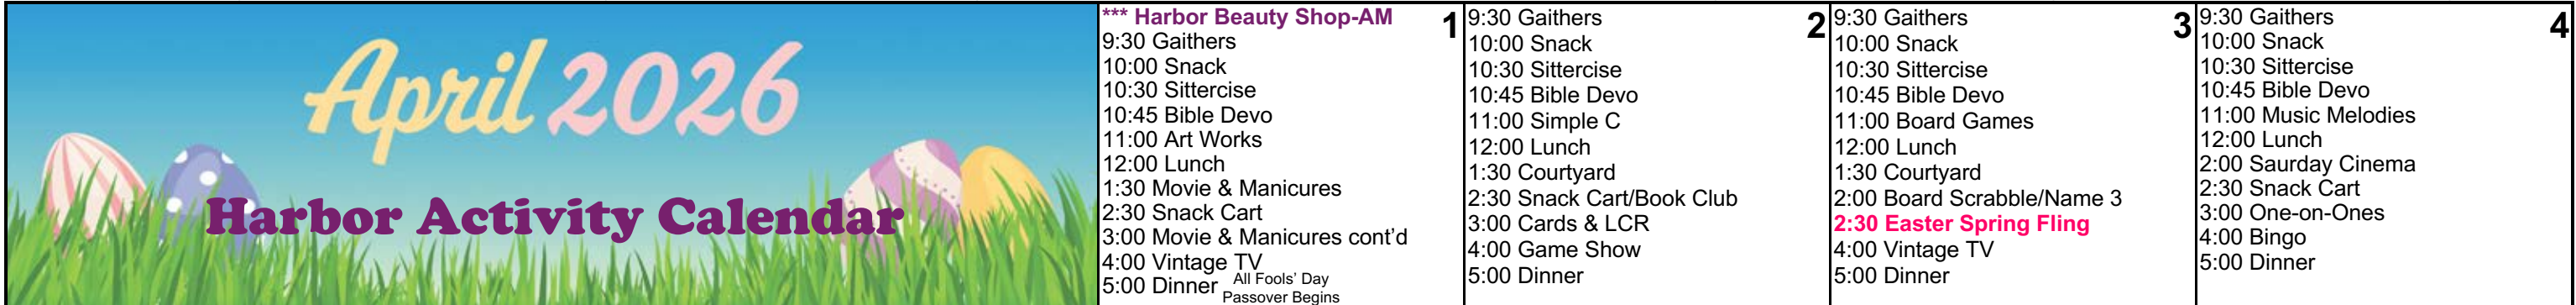 April 2026
Harbor Activity Calendar
*** Harbor Beauty Shop-AM
1
9:30 Gaithers
10:00 Snack
10:30 Sittercise
10:45 Bible Devo
11:00 Art Works
12:00 Lunch
1:30 Movie & Manicures
2:30 Snack Cart
3:00 Movie & Manicures cont’d
4:00 Vintage TV
5:00 Dinner
All Fools’ Day
Passover Begins
2
9:30 Gaithers
10:00 Snack
10:30 Sittercise
10:45 Bible Devo
11:00 Simple C
12:00 Lunch
1:30 Courtyard
2:30 Snack Cart/Book Club
3:00 Cards & LCR
4:00 Game Show
5:00 Dinner
3
9:30 Gaithers
10:00 Snack
10:30 Sittercise
10:45 Bible Devo
11:00 Board Games
12:00 Lunch
1:30 Courtyard
2:00 Board Scrabble/Name 3
2:30 Easter Spring Fling
4:00 Vintage TV
5:00 Dinner
4
9:30 Gaithers
10:00 Snack
10:30 Sittercise
10:45 Bible Devo
11:00 Music Melodies
12:00 Lunch
2:00 Saurday Cinema
2:30 Snack Cart
3:00 One-on-Ones
4:00 Bingo
5:00 Dinner